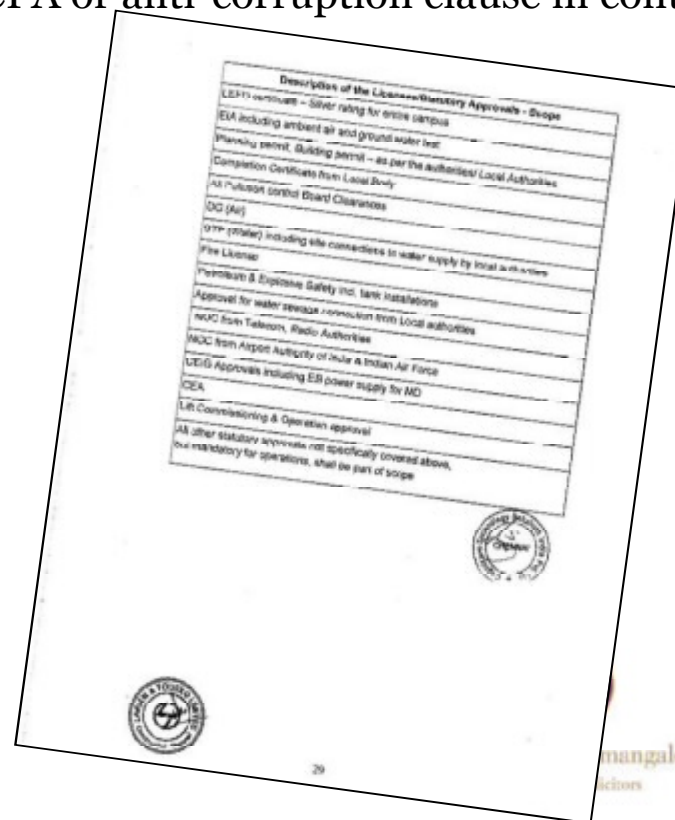 or anti-corruption clause in
Description of the Licenses/Statutory Approvals - Scope
LEED certificate – Silver rating for entire campus
EIA including ambient air and ground water test
Planning permit, Building permit – as per the authorities/ Local Authorities
Completion Certificate from Local Body
All Pollution control Board Clearances
DG (Air)
STP (Water) including site connections to water supply by local authorities
Fire License
Petroleum & Explosive Safety incl. tank installations
Approval for water sewage connection from Local authorities
NOC from Telecom, Radio Authorities
NOC from Airport Authority of India & Indian Air Force
CEIG Approvals including EB power supply for MD
CEA
Lift Commissioning & Operation approval
All other statutory approvals not specifically covered above,
but mandatory for operations, shall be part of scope
CHENNAI
LARSEN & TOUBRO LIMITED
29